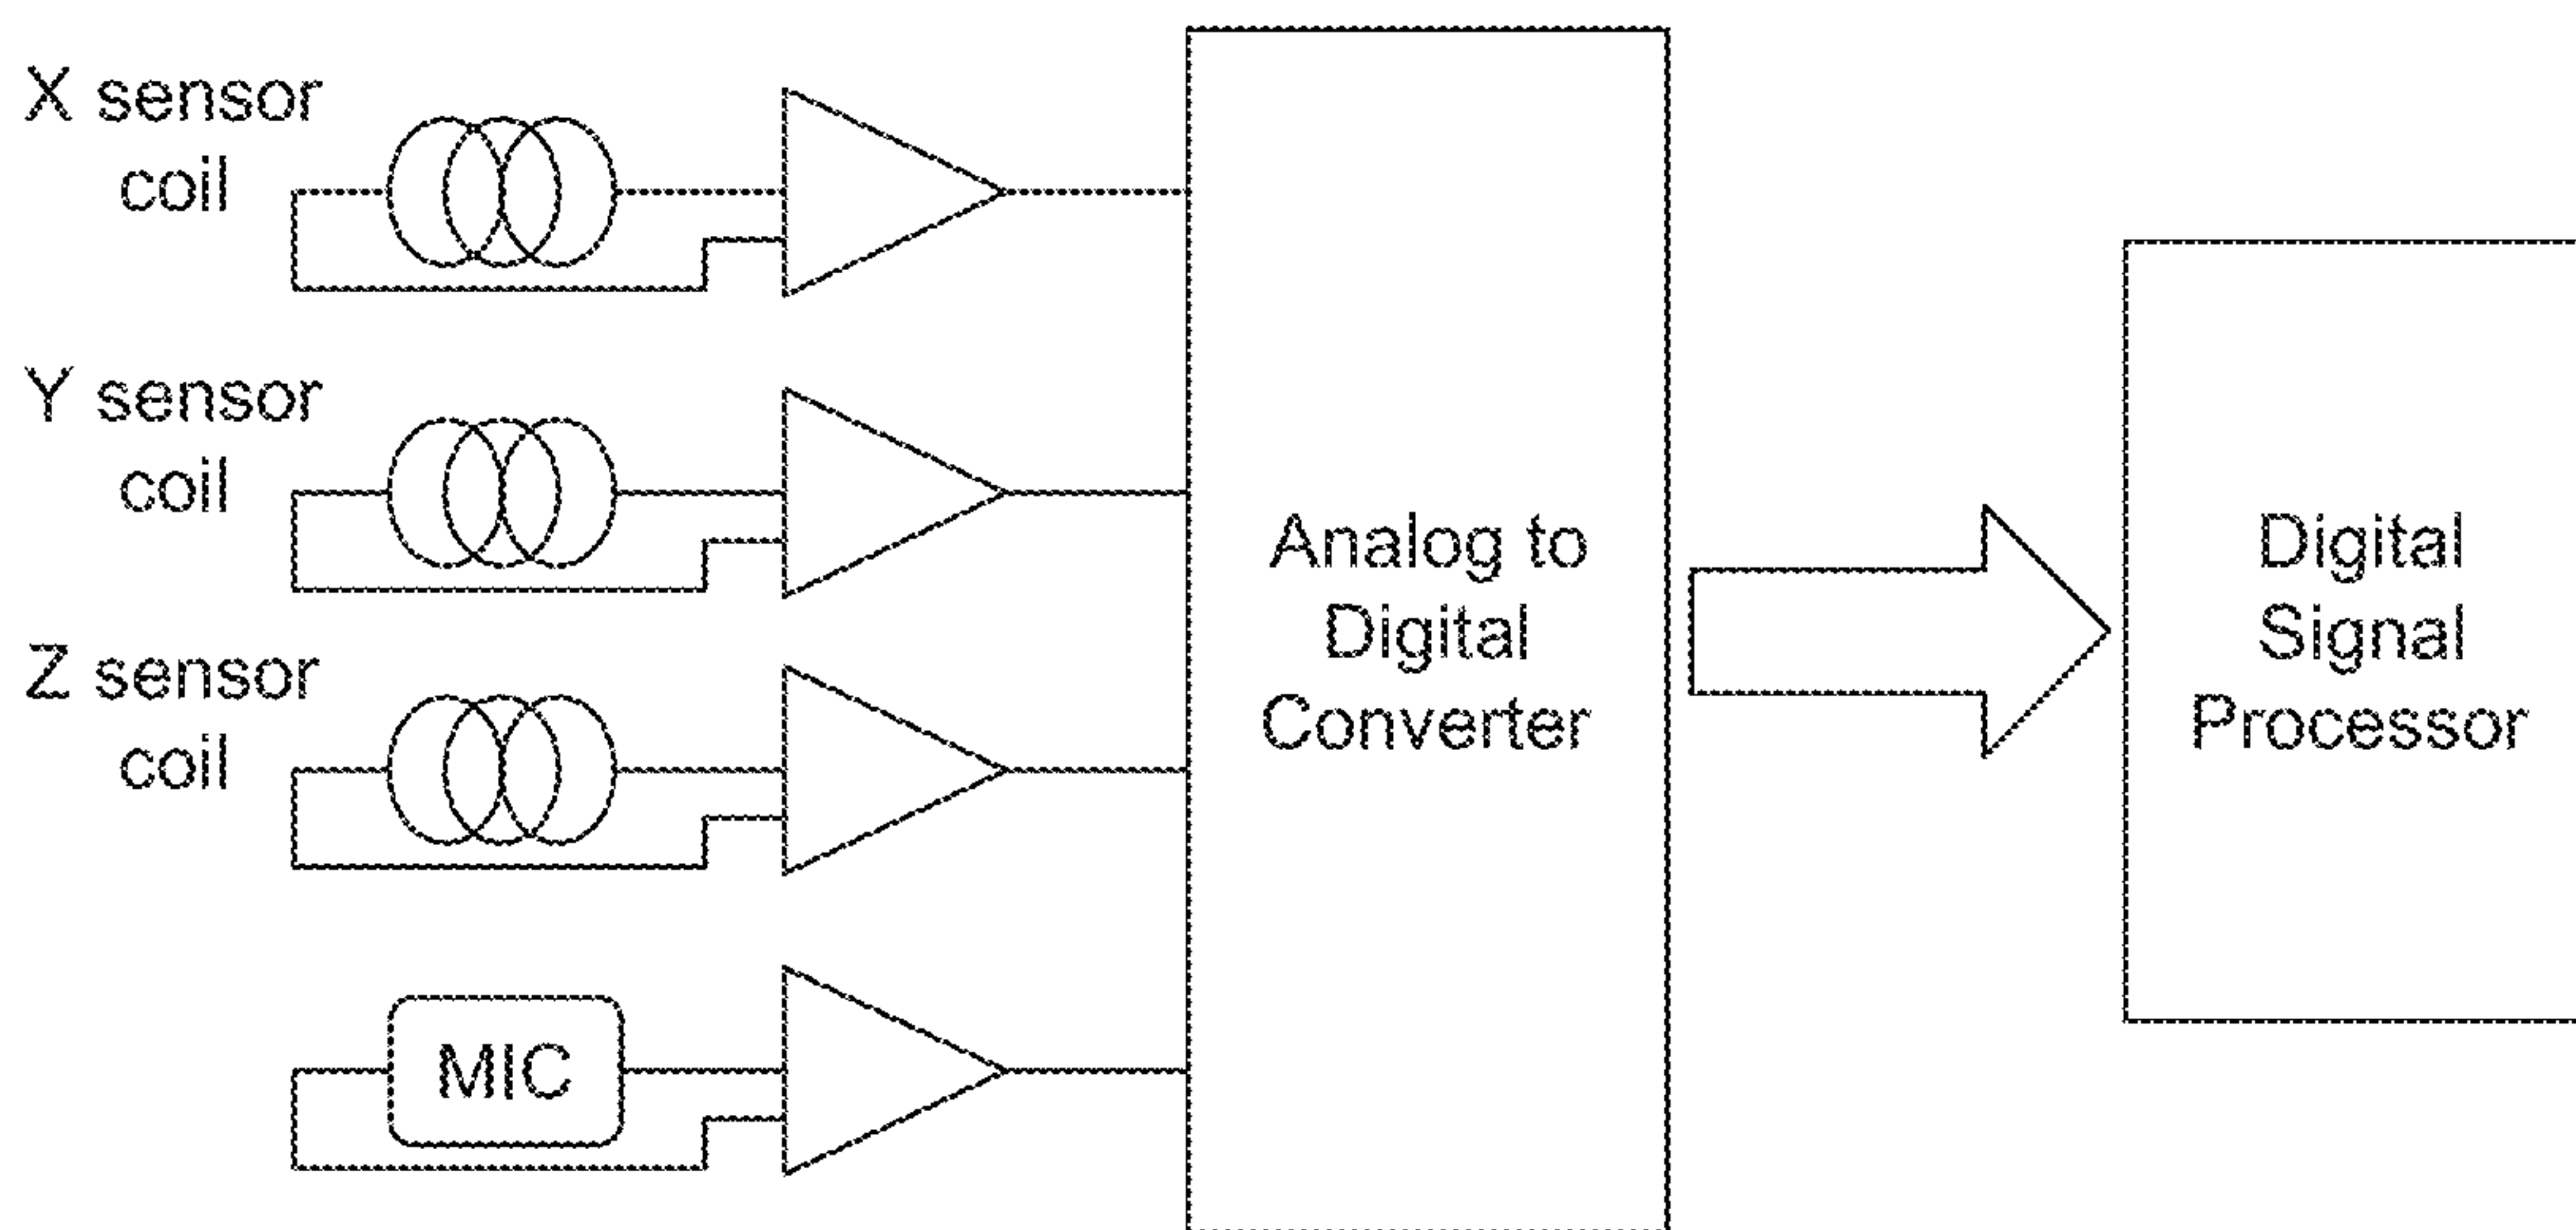 X sensor
coil
Y sensor
coil
Z sensor
coil
MIC
Analog to
Digital
Converter
Digital
Signal
Processor